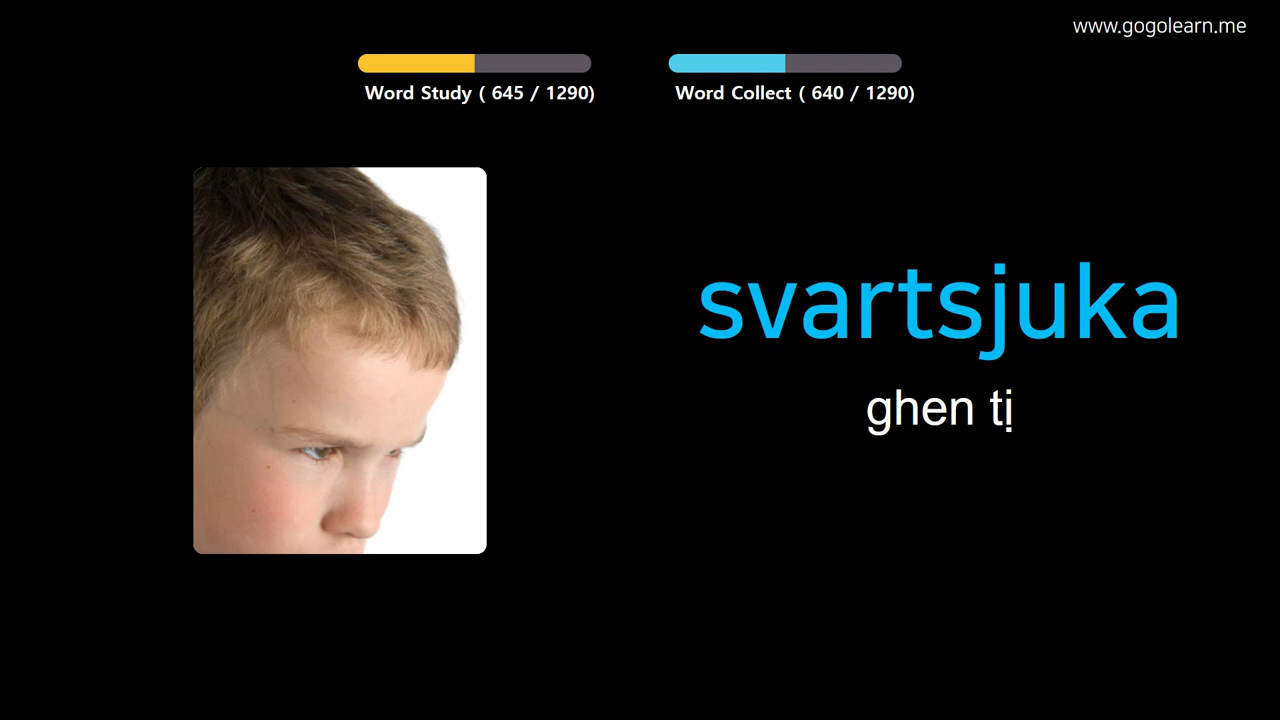 www.gogolearn.me
Word Study ( 645 / 1290)
Word Collect ( 640 / 1290)
svartsjuka
ghen tị